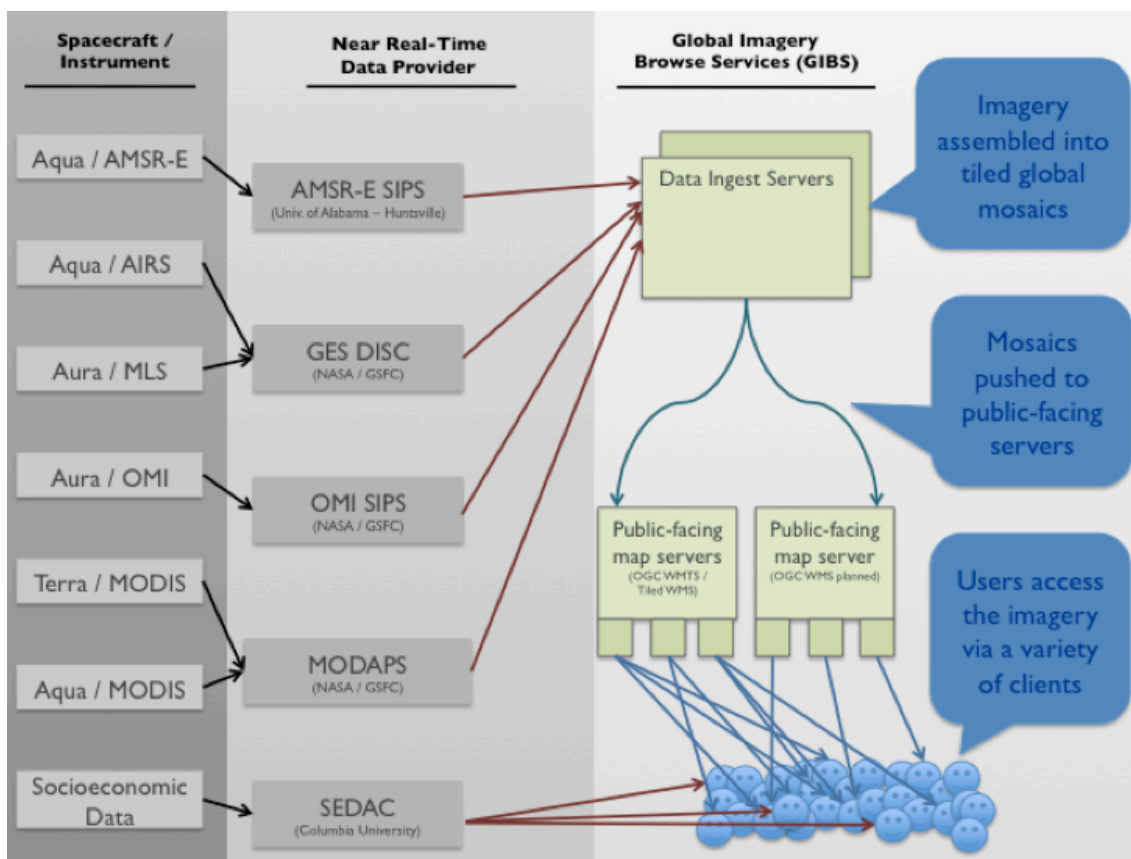 Spacecraft /
Instrument
Near Real-Time
Data Provider
Global Imagery
Browse Services (GIBS)
Aqua / AMSR-E
Aqua / AIRS
Aura / MLS
Aura / OMI
Terra / MODIS
Aqua / MODIS
Socioeconomic
Data
AMSR-E SIPS
(Univ. of Alabama – Huntsville)
GES DISC
(NASA / GSFC)
OMI SIPS
(NASA / GSFC)
MODAPS
(NASA / GSFC)
SEDAC
(Columbia University)
Data Ingest Servers
Public-facing
map servers
(OGC WMTS /
Tiled WMS)
Public-facing
map server
(OGC WMS planned)
Imagery
assembled into
tiled global
mosaics
Mosaics
pushed to
public-facing
servers
Users access
the imagery
via a variety
of clients